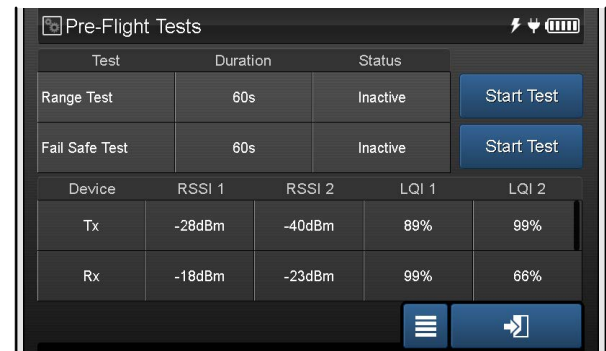 Pre-Flight Tests
Test Duration Status
Range Test 60s Inactive Start Test
Fail Safe Test 60s Inactive Start Test
Device RSSI 1 RSSI 2 LQI 1 LQI 2
Tx -28dBm -40dBm 89% 99%
Rx -18dBm -23dBm 99% 66%